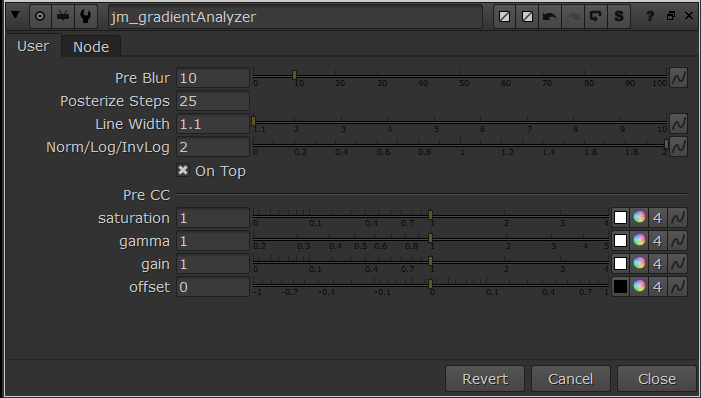 jm_gradientAnalyzer S ?
User Node
Pre Blur 10 0 10 20 30 40 50 60 70 80 90 100
Posterize Steps 25
Line Width 1.1 1.1 2 3 4 5 6 7 8 9 10
Norm/Log/InvLog 2 0 0.2 0.4 0.6 0.8 1 1.2 1.4 1.6 1.8 2
On Top
Pre CC
saturation 1 0 0.1 0.4 0.7 1 2 3 4 4
gamma 1 0.2 0.3 0.4 0.5 0.6 0.8 1 2 3 4 5 4
gain 1 0 0.1 0.4 0.7 1 2 3 4 4
offset 0 -1 -0.7 -0.4 -0.1 0 0.1 0.4 0.7 1 4
Revert Cancel Close